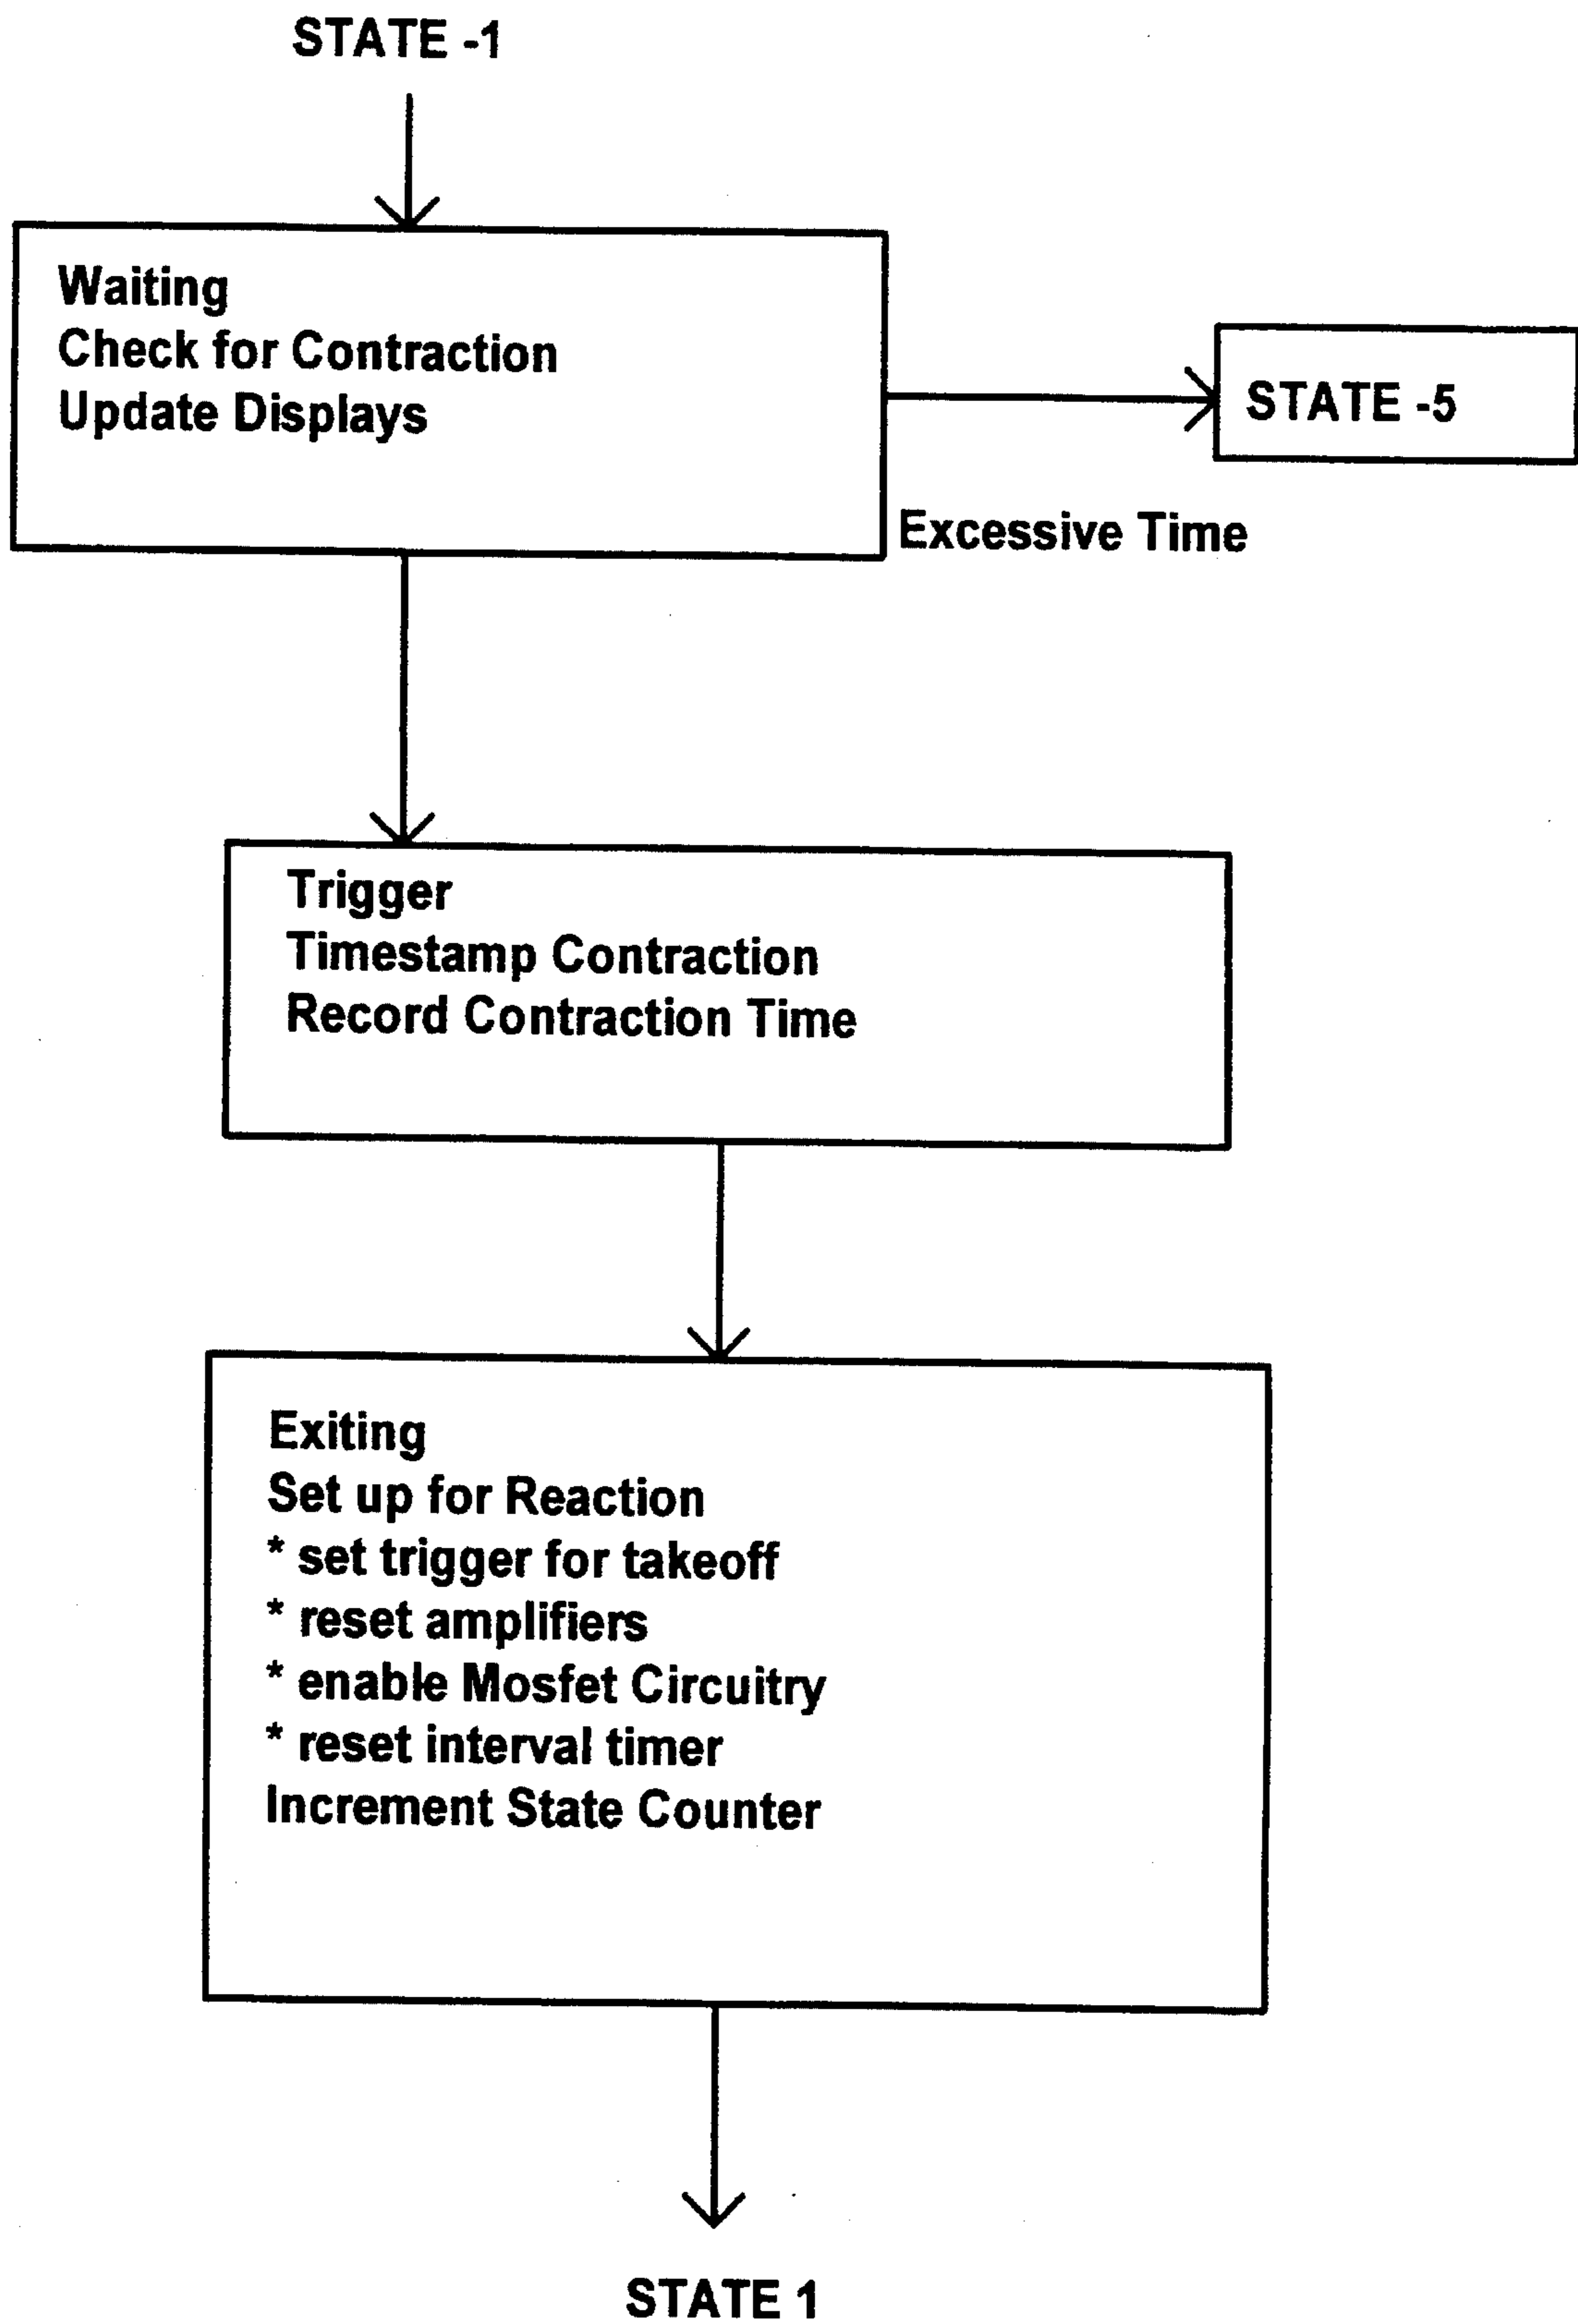 STATE -1
Waiting
Check for Contraction
Update Displays
STATE -5
Excessive Time
Trigger
Timestamp Contraction
Record Contraction Time
Exiting
Set up for Reaction
* set trigger for takeoff
* reset amplifiers
* enable Mosfet Circuitry
* reset interval timer
Increment State Counter
STATE 1